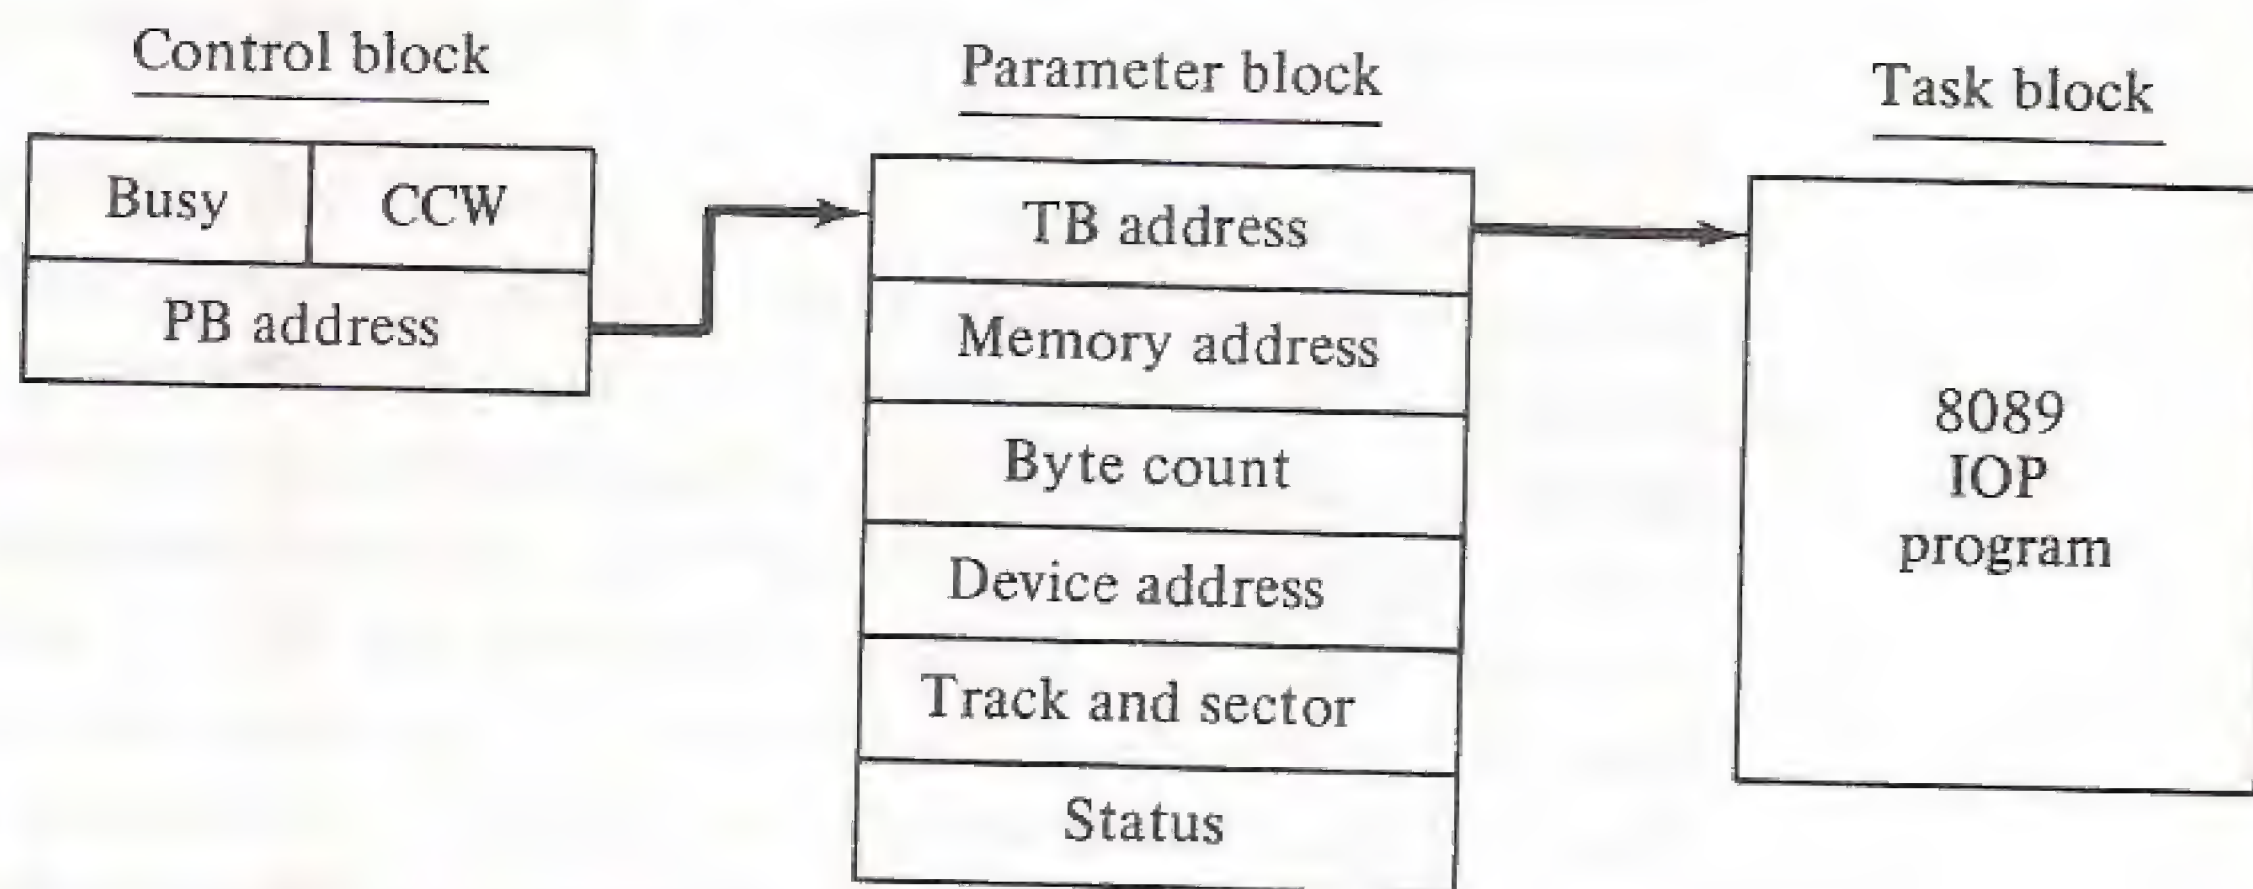 Control block
Busy
CCW
PB address
Parameter block
TB address
Memory address
Byte count
Device address
Track and sector
Status
Task block
8089
IOP
program